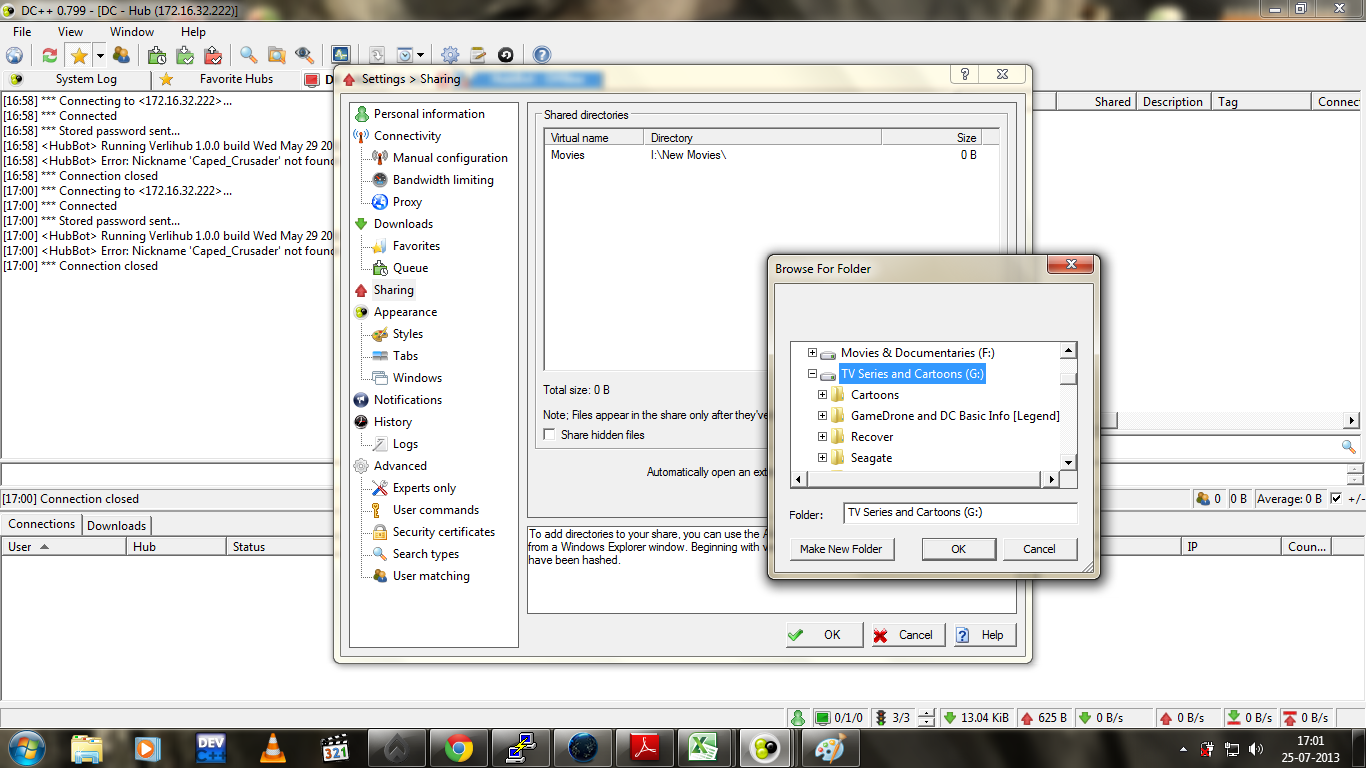 DC++ 0.799 - [DC - Hub (172.16.32.222)]
File View Window Help
System Log Favorite Hubs D
[16:58] *** Connecting to <172.16.32.222>...
[16:58] *** Connected
[16:58] *** Stored password sent...
[16:58] <HubBot> Running Verlihub 1.0.0 build Wed May 29 20
[16:58] <HubBot> Error: Nickname 'Caped_Crusader' not foun
[16:58] *** Connection closed
[17:00] *** Connecting to <172.16.32.222>...
[17:00] *** Connected
[17:00] *** Stored password sent...
[17:00] <HubBot> Running Verlihub 1.0.0 build Wed May 29 20
[17:00] <HubBot> Error: Nickname 'Caped_Crusader' not foun
[17:00] *** Connection closed
Shared Description Tag Connec
Settings > Sharing
Personal information
Connectivity
Manual configuration
Bandwidth limiting
Proxy
Downloads
Favorites
Queue
Sharing
Appearance
Styles
Tabs
Windows
Notifications
History
Logs
Advanced
Experts only
User commands
Security certificates
Search types
User matching
Shared directories
Virtual name Directory Size
Movies I:\New Movies\ 0 B
Total size: 0 B
Note; Files appear in the share only after they've
Share hidden files
Automatically open an ext
To add directories to your share, you can use the A
from a Windows Explorer window. Beginning with v
have been hashed.
OK Cancel Help
Browse For Folder
Movies & Documentaries (F:)
TV Series and Cartoons (G:)
Cartoons
GameDrone and DC Basic Info [Legend]
Recover
Seagate
Folder: TV Series and Cartoons (G:)
Make New Folder OK Cancel
[17:00] Connection closed
0 0 B Average: 0 B +/-
Connections Downloads
User Hub Status IP Coun...
0/1/0 3/3 13.04 KiB 625 B 0 B/s 0 B/s 0 B/s 0 B/s
DEV
C++
321
17:01
25-07-2013